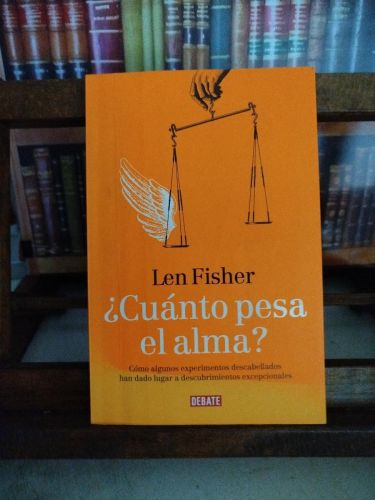 Len Fisher
¿Cuánto pesa
el alma?
Cómo algunos experimentos descabellados
han dado lugar a descubrimientos excepcionales
DEBATE